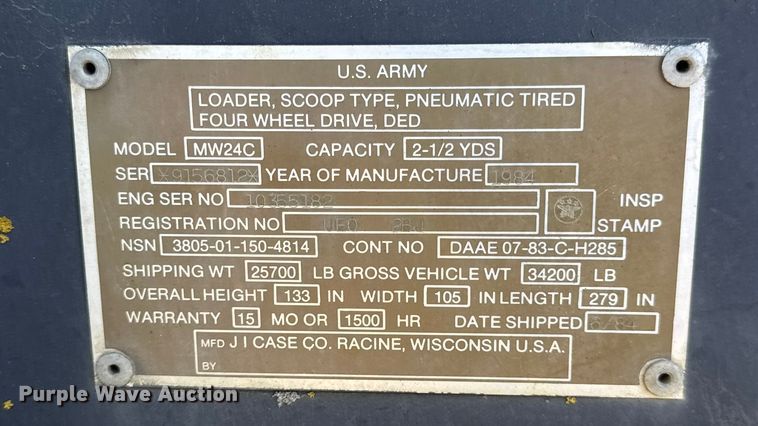 U.S. ARMY
LOADER, SCOOP TYPE, PNEUMATIC TIRED
FOUR WHEEL DRIVE, DED
MODEL MW24C CAPACITY 2-1/2 YDS
SER *9156812* YEAR OF MANUFACTURE 1984
ENG SER NO 10355182 INSP
REGISTRATION NO STAMP
NSN 3805-01-150-4814 CONT NO DAAE 07-83-C-H285
SHIPPING WT 25700 LB GROSS VEHICLE WT 34200 LB
OVERALL HEIGHT 133 IN WIDTH 105 IN LENGTH 279 IN
WARRANTY 15 MO OR 1500 HR DATE SHIPPED 6/84
MFD BY J I CASE CO. RACINE, WISCONSIN U.S.A.
Purple Wave Auction